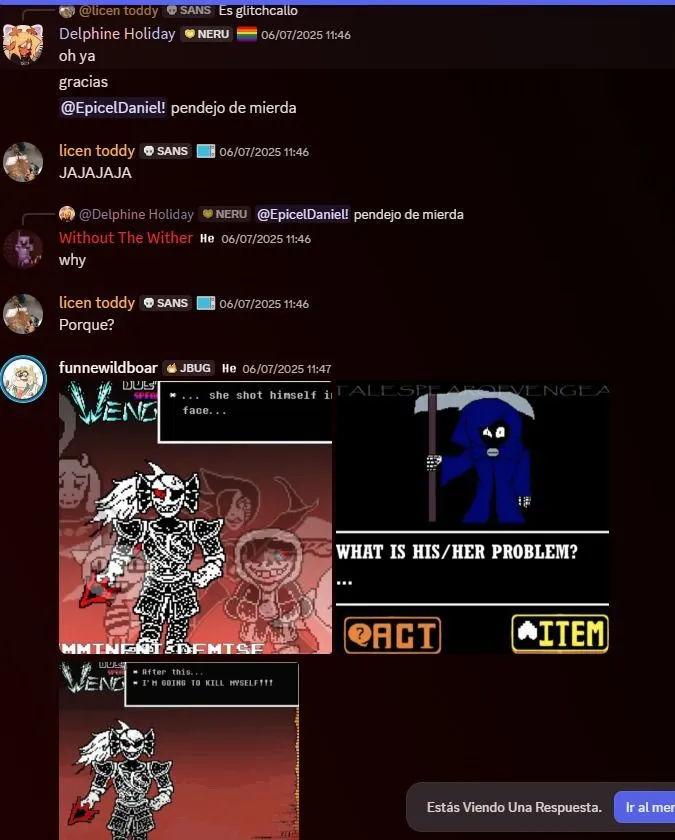 @licen toddy SANS Es glitchcallo
Delphine Holiday NERU 06/07/2025 11:46
oh ya
gracias
@EpicelDaniel! pendejo de mierda
licen toddy SANS 06/07/2025 11:46
JAJAJAJA
@Delphine Holiday NERU @EpicelDaniel! pendejo de mierda
Without The Wither He 06/07/2025 11:46
why
licen toddy SANS 06/07/2025 11:46
Porque?
funnewildboar JBUG He 06/07/2025 11:47
* ... she shot himself in
face...
MMINENT DEMISE
TALESPEAROFVENGEA
WHAT IS HIS/HER PROBLEM?
...
ACT
ITEM
* After this...
* I'M GOING TO KILL MYSELF!!!
Estás Viendo Una Respuesta.
Ir al mer